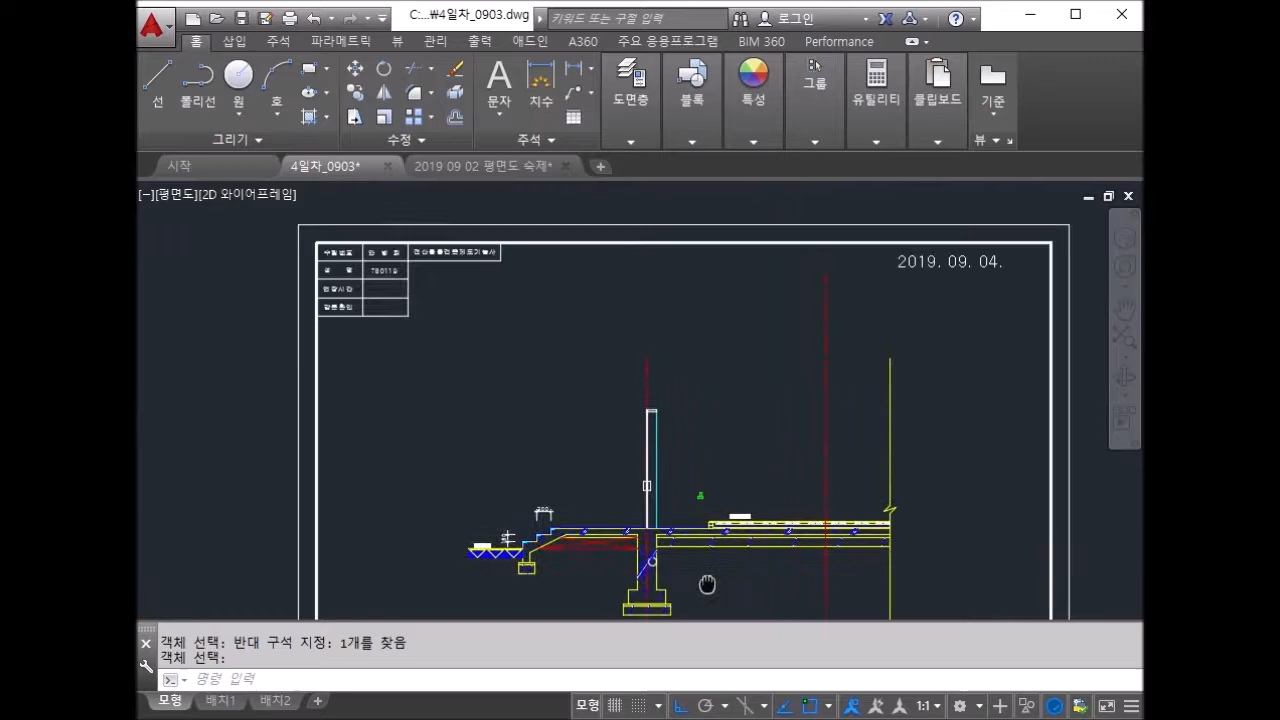 C:...₩4일차_0903.dwg
키워드 또는 구절 입력
로그인
홈 삽입 주석 파라메트릭 뷰 관리 출력 애드인 A360 주요 응용프로그램 BIM 360 Performance
선 폴리선 원 호 문자 치수 도면층 블록 특성 그룹 유틸리티 클립보드 기준
그리기 수정 주석 뷰
시작 4일차_0903* 2019 09 02 평면도 숙제*
[−][평면도][2D 와이어프레임]
2019. 09. 04.
수험번호
객체 선택: 반대 구석 지정: 1개를 찾음
객체 선택:
명령 입력
모형 배치1 배치2
모형 1:1